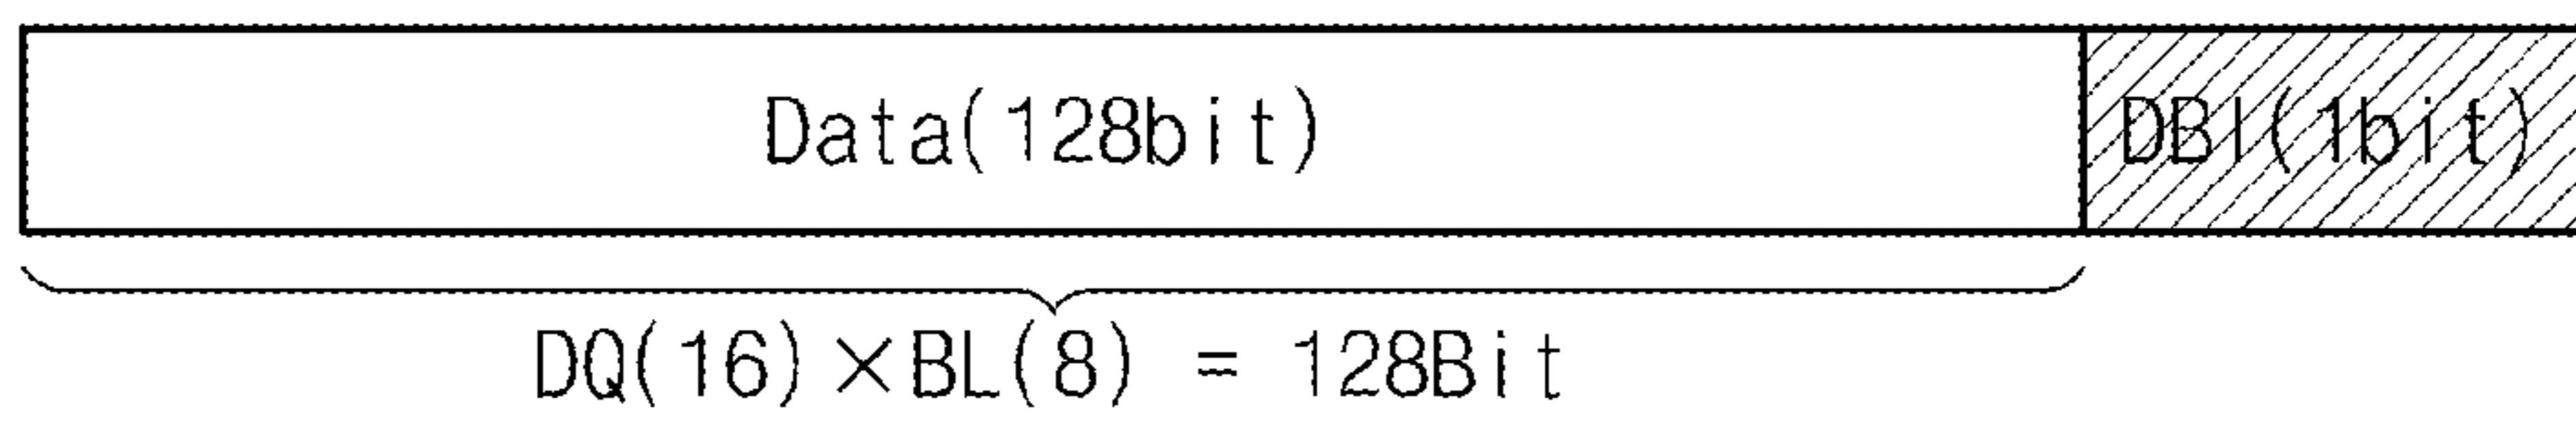 Data(128bit) DBI(1bit)
DQ(16)×BL(8) = 128Bit